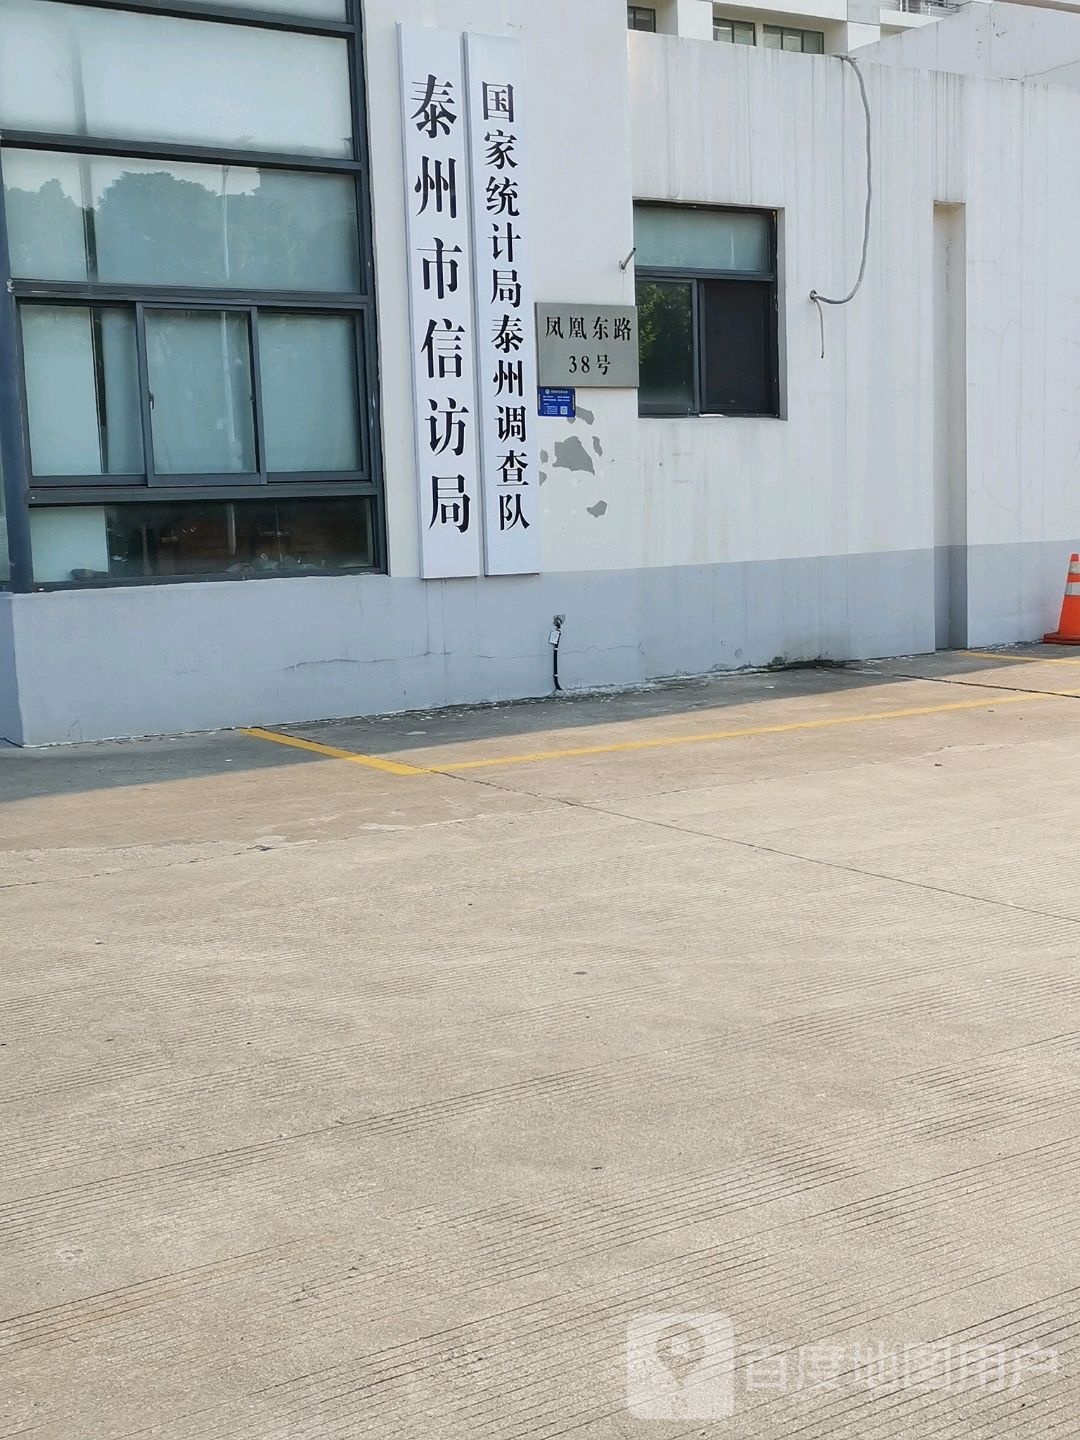 泰州市信访局
国家统计局泰州调查队
凤凰东路
38号
百度地图用户